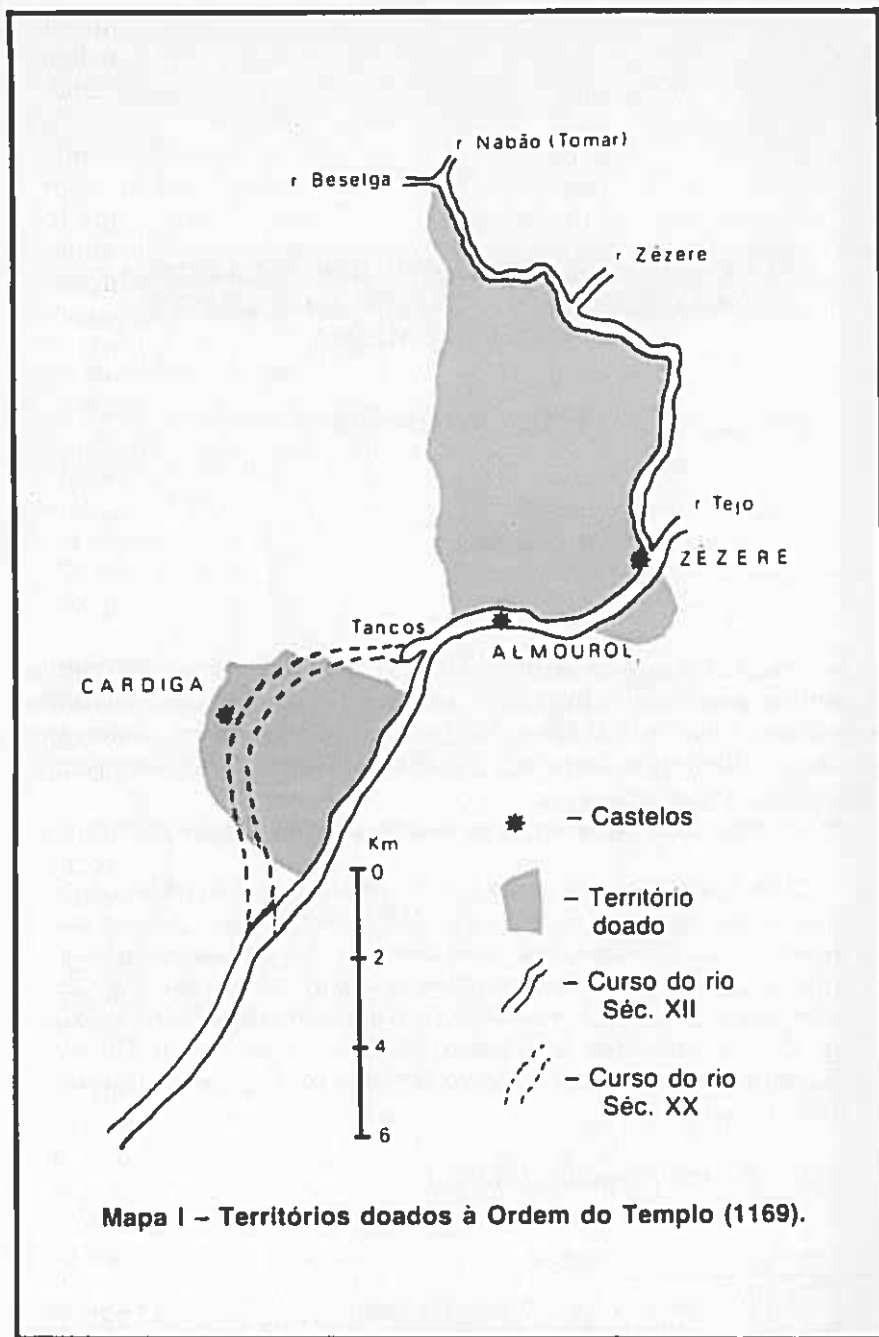 r Nabão (Tomar)
r Beselga
r Zêzere
r Tejo
ZÊZERE
Tancos
ALMOUROL
CARDIGA
– Castelos
Km
0
– Território
doado
2
– Curso do rio
Séc. XII
4
– Curso do rio
Séc. XX
6
Mapa I – Territórios doados à Ordem do Templo (1169).